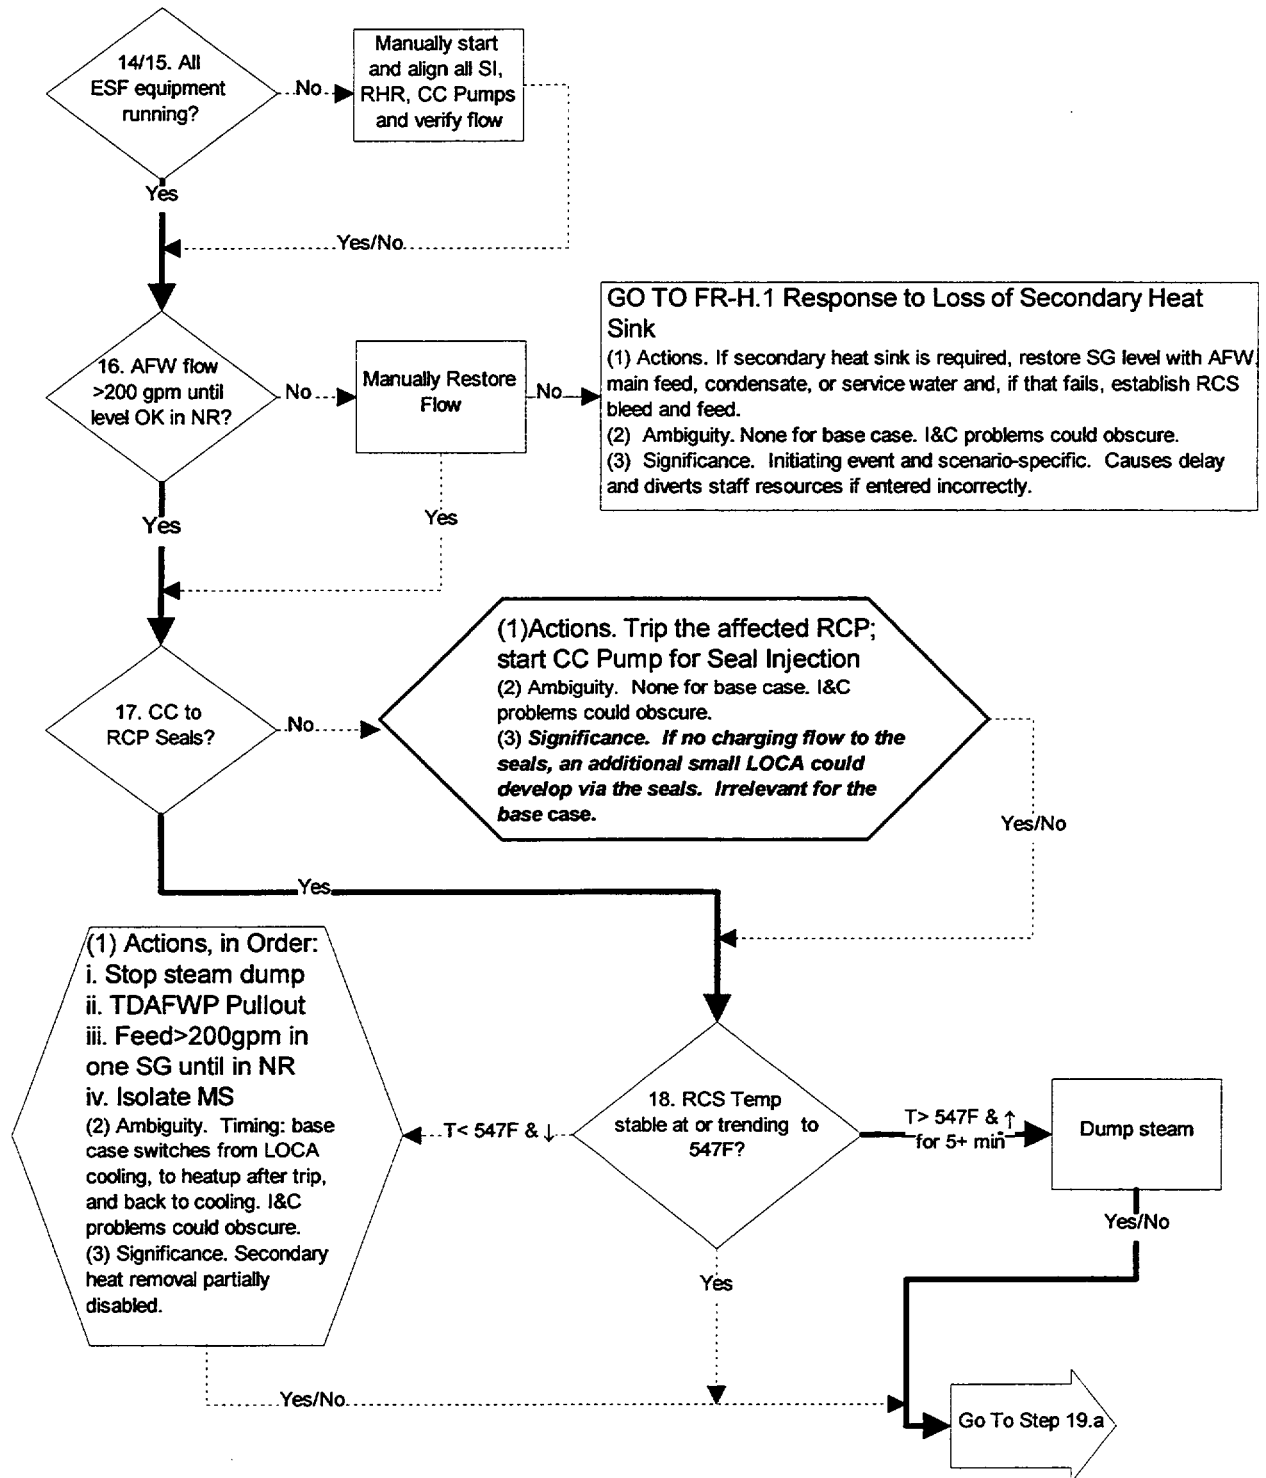 14/15. All
ESF equipment
running?
No
Manually start
and align all SI,
RHR, CC Pumps
and verify flow
Yes
Yes/No
16. AFW flow
>200 gpm until
level OK in NR?
No
Manually Restore
Flow
No
GO TO FR-H.1 Response to Loss of Secondary Heat
Sink
(1) Actions. If secondary heat sink is required, restore SG level with AFW,
main feed, condensate, or service water and, if that fails, establish RCS
bleed and feed.
(2) Ambiguity. None for base case. I&C problems could obscure.
(3) Significance. Initiating event and scenario-specific. Causes delay
and diverts staff resources if entered incorrectly.
Yes
Yes
17. CC to
RCP Seals?
No
(1)Actions. Trip the affected RCP;
start CC Pump for Seal Injection
(2) Ambiguity. None for base case. I&C
problems could obscure.
(3) Significance. If no charging flow to the
seals, an additional small LOCA could
develop via the seals. Irrelevant for the
base case.
Yes/No
Yes
(1) Actions, in Order:
i. Stop steam dump
ii. TDAFWP Pullout
iii. Feed>200gpm in
one SG until in NR
iv. Isolate MS
(2) Ambiguity. Timing: base
case switches from LOCA
cooling, to heatup after trip,
and back to cooling. I&C
problems could obscure.
(3) Significance. Secondary
heat removal partially
disabled.
T< 547F & ↓
18. RCS Temp
stable at or trending to
547F?
T> 547F & ↑
for 5+ min
Dump steam
Yes/No
Yes
Yes/No
Go To Step 19.a